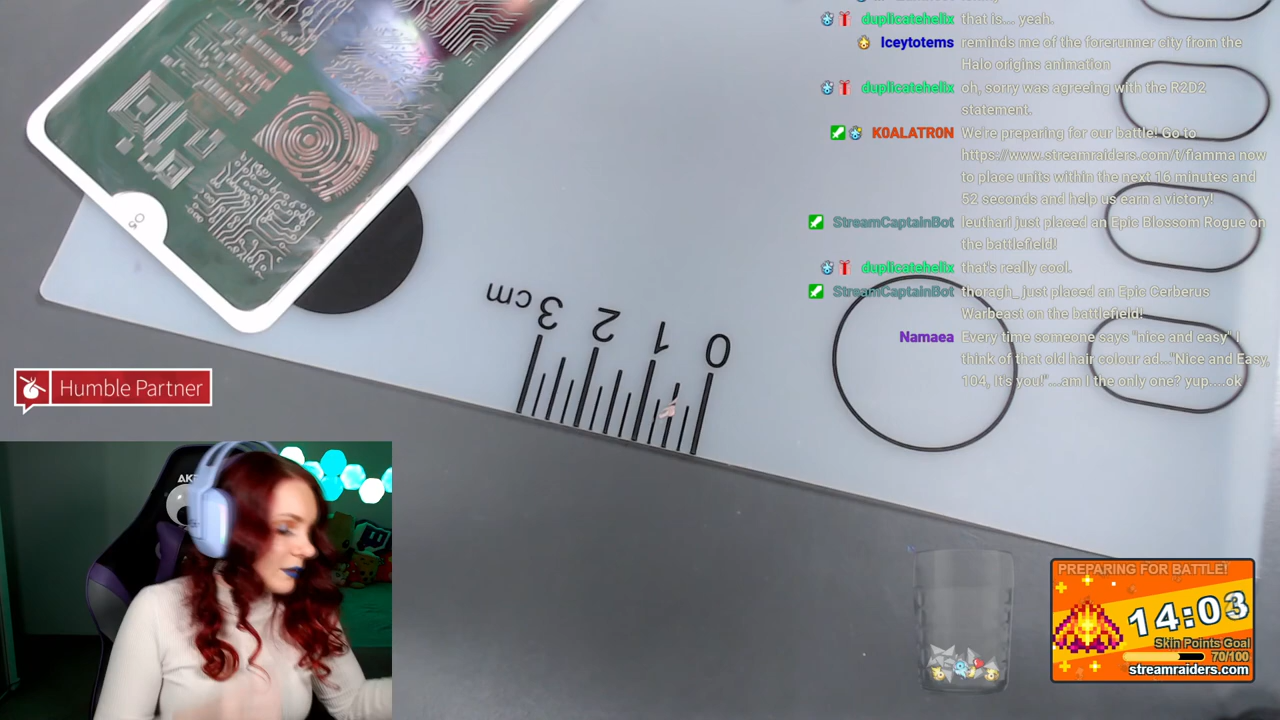 duplicatehelix that is... yeah.
Iceytotems reminds me of the foerunner city from the
Halo origins animation
duplicatehelix oh, sorry was agreeing with the R2D2
statement.
K0ALATR0N We're preparing for our battle! Go to
https://www.streamraiders.com/t/fiamma now
to place units within the next 16 minutes and
52 seconds and help us earn a victory!
StreamCaptainBot leutharl just placed an Epic Blossom Rogue on
the battlefield!
duplicatehelix that's really cool.
StreamCaptainBot thoragh_ just placed an Epic Cerberus
Warbeast on the battlefield!
Namaea Every time someone says "nice and easy" I
think of that old hair colour ad..."Nice and Easy,
104, it's you!"...am I the only one? yup....ok
05
3cm 2 1 0
Humble Partner
PREPARING FOR BATTLE!
14:03
Skin Points Goal
70/100
streamraiders.com